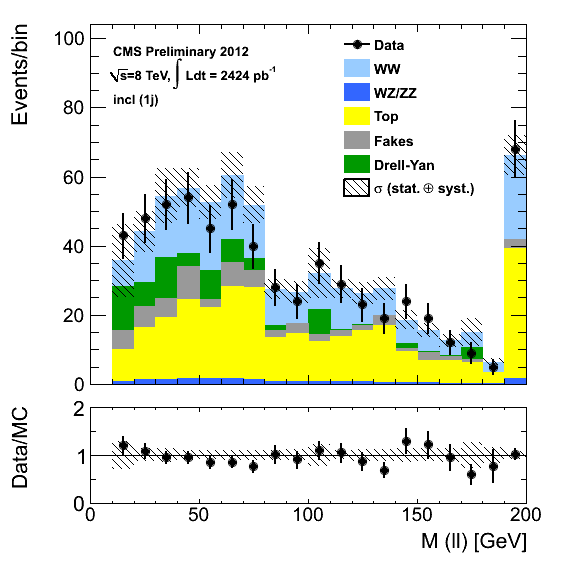 Events/bin
100
80
60
40
20
0
CMS Preliminary 2012
√s=8 TeV, ∫ Ldt = 2424 pb⁻¹
incl (1j)
Data
WW
WZ/ZZ
Top
Fakes
Drell-Yan
σ (stat. ⊕ syst.)
Data/MC
2
1
0
0 50 100 150 200
M (ll) [GeV]